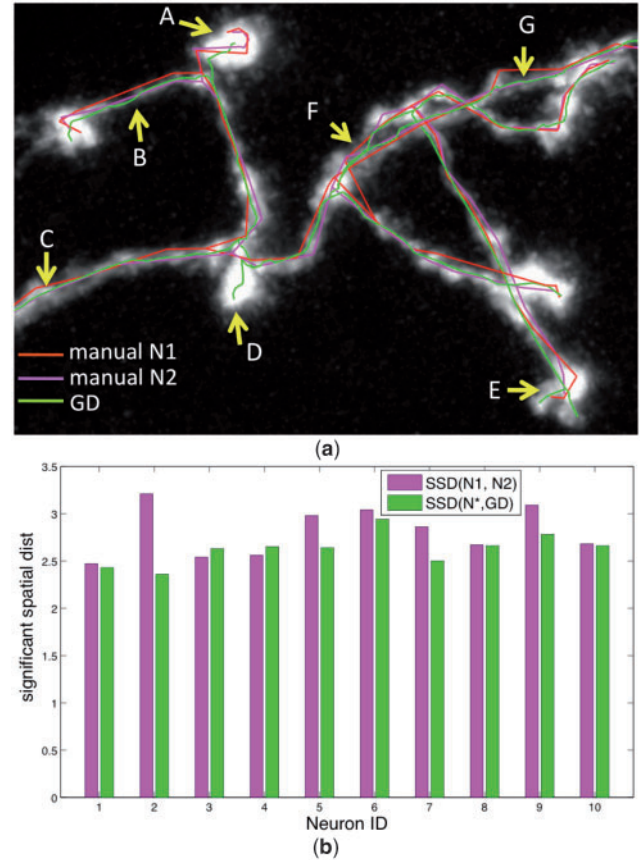 A
G
F
B
C
D
E
manual N1
manual N2
GD
(a)
SSD(N1, N2)
SSD(N*,GD)
significant spatial dist
3.5
3
2.5
2
1.5
1
0.5
0
1 2 3 4 5 6 7 8 9 10
Neuron ID
(b)